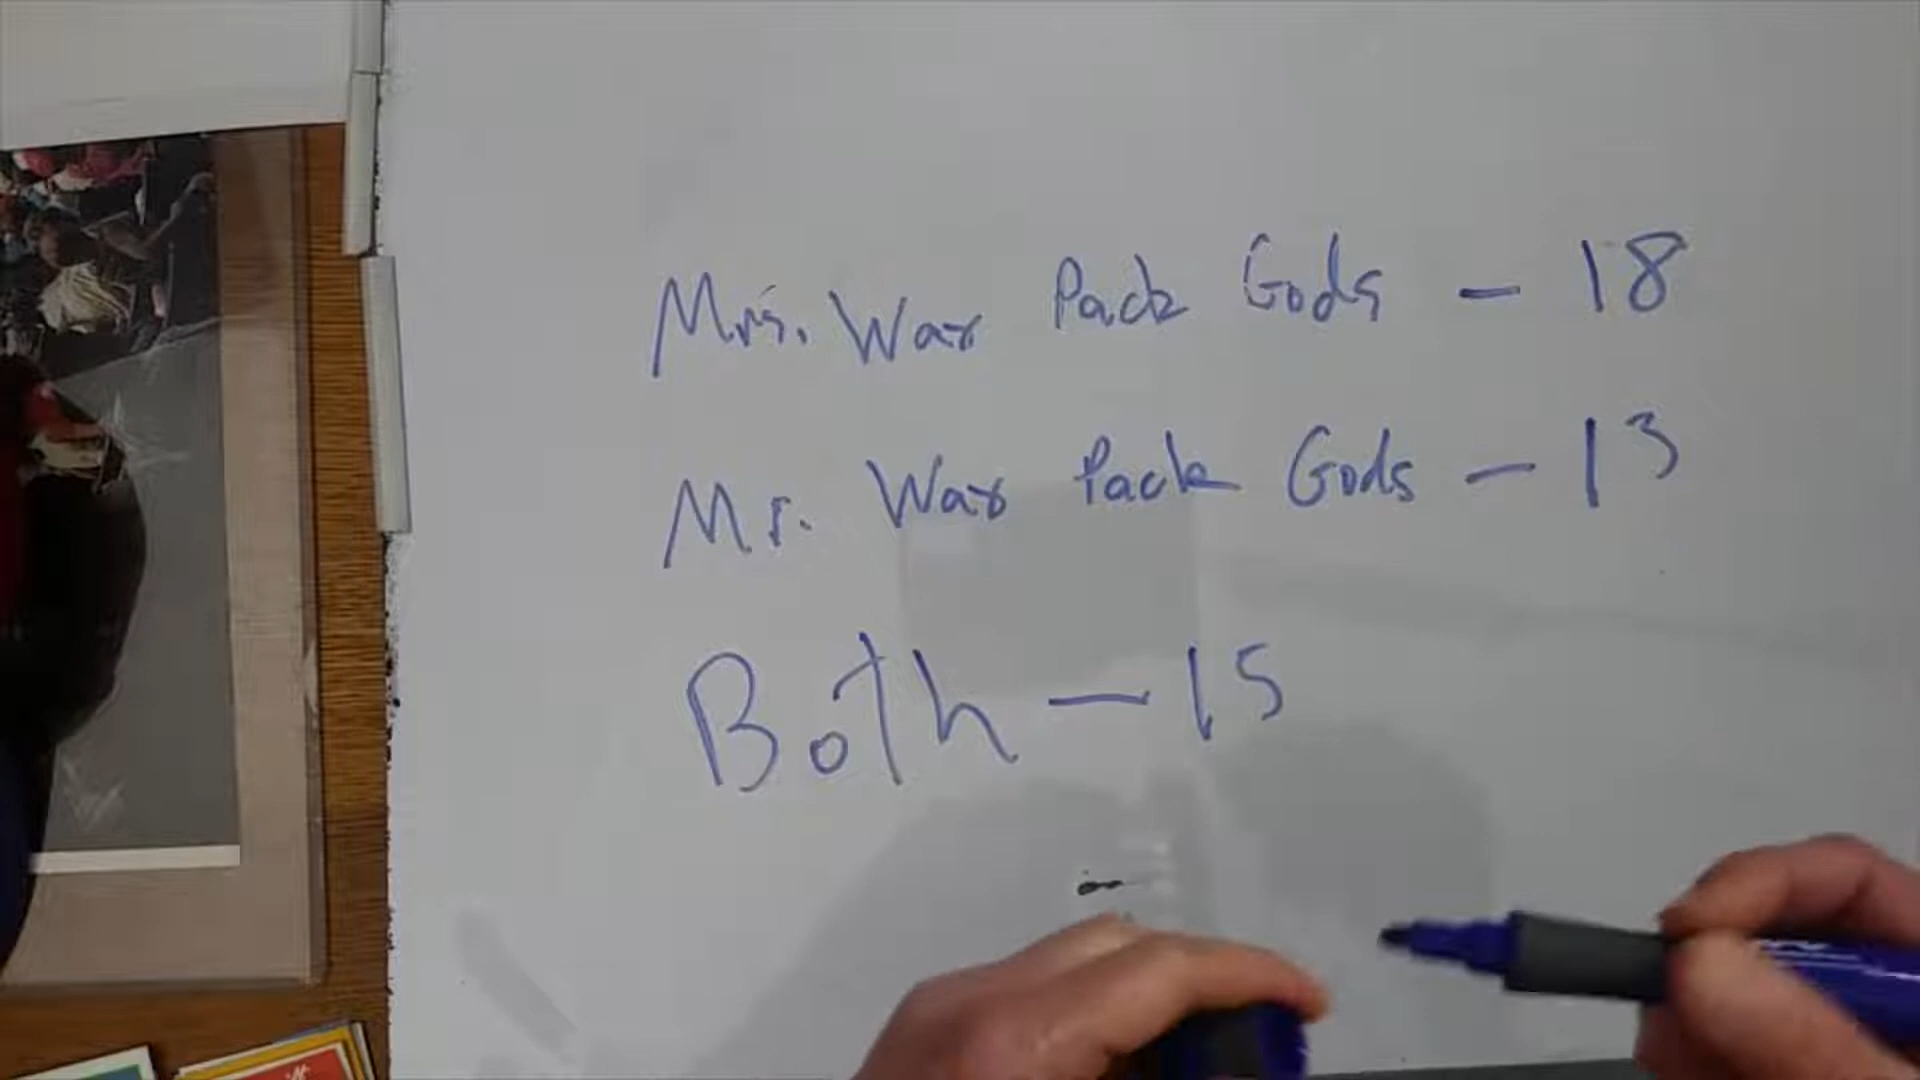 Mrs. War Pack Gods - 18
Mr. War Pack Gods - 13
Both - 15